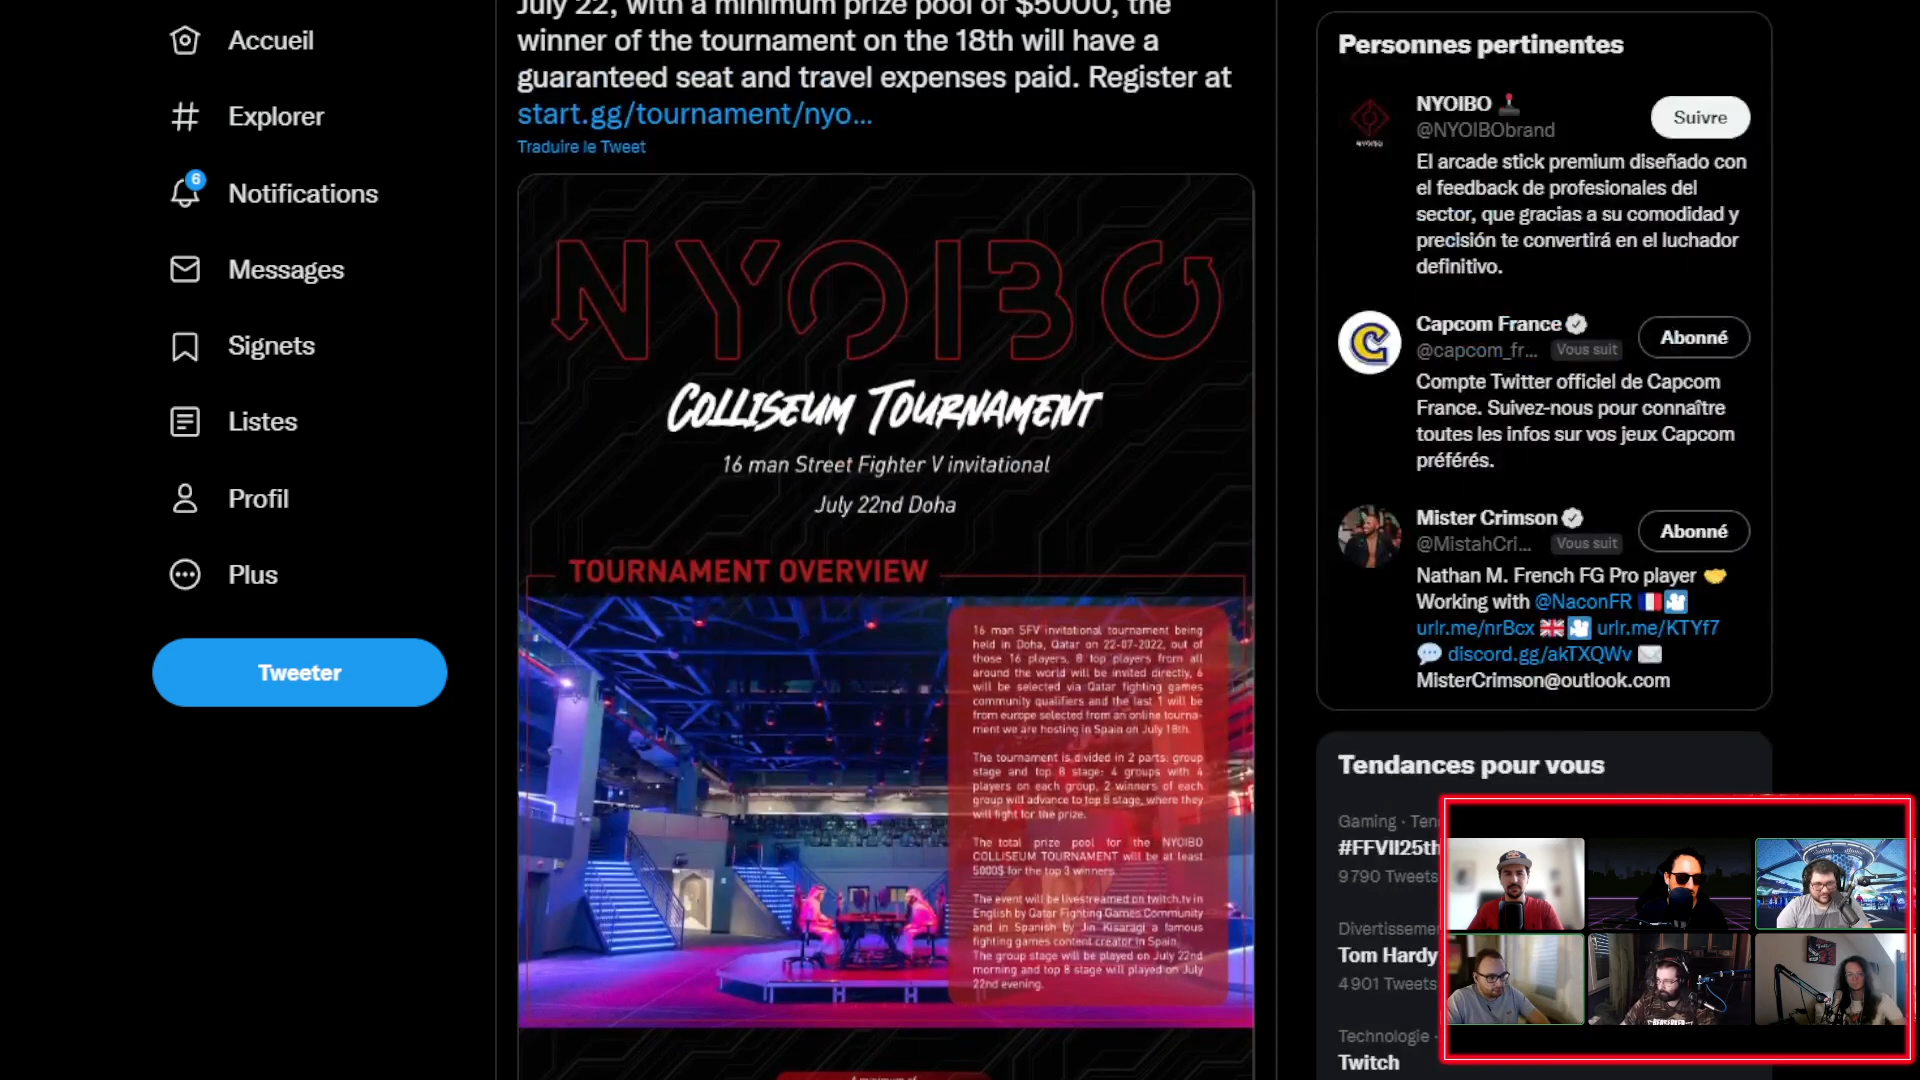 Accueil
Explorer
6
Notifications
Messages
Signets
Listes
Profil
Plus
Tweeter
July 22, with a minimum prize pool of $5000, the
winner of the tournament on the 18th will have a
guaranteed seat and travel expenses paid. Register at
start.gg/tournament/nyo...
Traduire le Tweet
NYOIBO
COLLISEUM TOURNAMENT
16 man Street Fighter V invitational
July 22nd Doha
TOURNAMENT OVERVIEW
16 man SFV invitational tournament being
held in Doha, Qatar on 22-07-2022, out of
those 16 players, 8 top players from all
around the world will be invited directly, 6
will be selected via Qatar fighting games
community qualifiers and the last 1 will be
from europe selected from an online tourna-
ment we are hosting in Spain on July 18th.
The tournament is divided in 2 parts: group
stage and top 8 stage: 4 groups with 4
players on each group, 2 winners of each
group will advance to top 8 stage, where they
will fight for the prize.
The total prize pool for the NYOIBO
COLLISEUM TOURNAMENT will be at least
5000$ for the top 3 winners.
The event will be livestreamed on twitch.tv in
English by Qatar Fighting Games Community
and in Spanish by Jin Kisaragi a famous
fighting games content creator in Spain.
The group stage will be played on July 22nd
morning and top 8 stage will played on July
22nd evening.
A minimum of
Personnes pertinentes
NYOIBO
NYOIBO 🕹️
@NYOIBObrand
Suivre
El arcade stick premium diseñado con
el feedback de profesionales del
sector, que gracias a su comodidad y
precisión te convertirá en el luchador
definitivo.
Capcom France
@capcom_fr... Vous suit
Abonné
Compte Twitter officiel de Capcom
France. Suivez-nous pour connaître
toutes les infos sur vos jeux Capcom
préférés.
Mister Crimson
@MistahCri... Vous suit
Abonné
Nathan M. French FG Pro player 🤝
Working with @NaconFR 🇫🇷🎦
urlr.me/nrBcx 🇬🇧🎦 urlr.me/KTYf7
💬 discord.gg/akTXQWv ✉️
MisterCrimson@outlook.com
Tendances pour vous
Gaming · Ten
#FFVII25th
9 790 Tweets
Divertissemen
Tom Hardy
4 901 Tweets
Technologie ·
Twitch